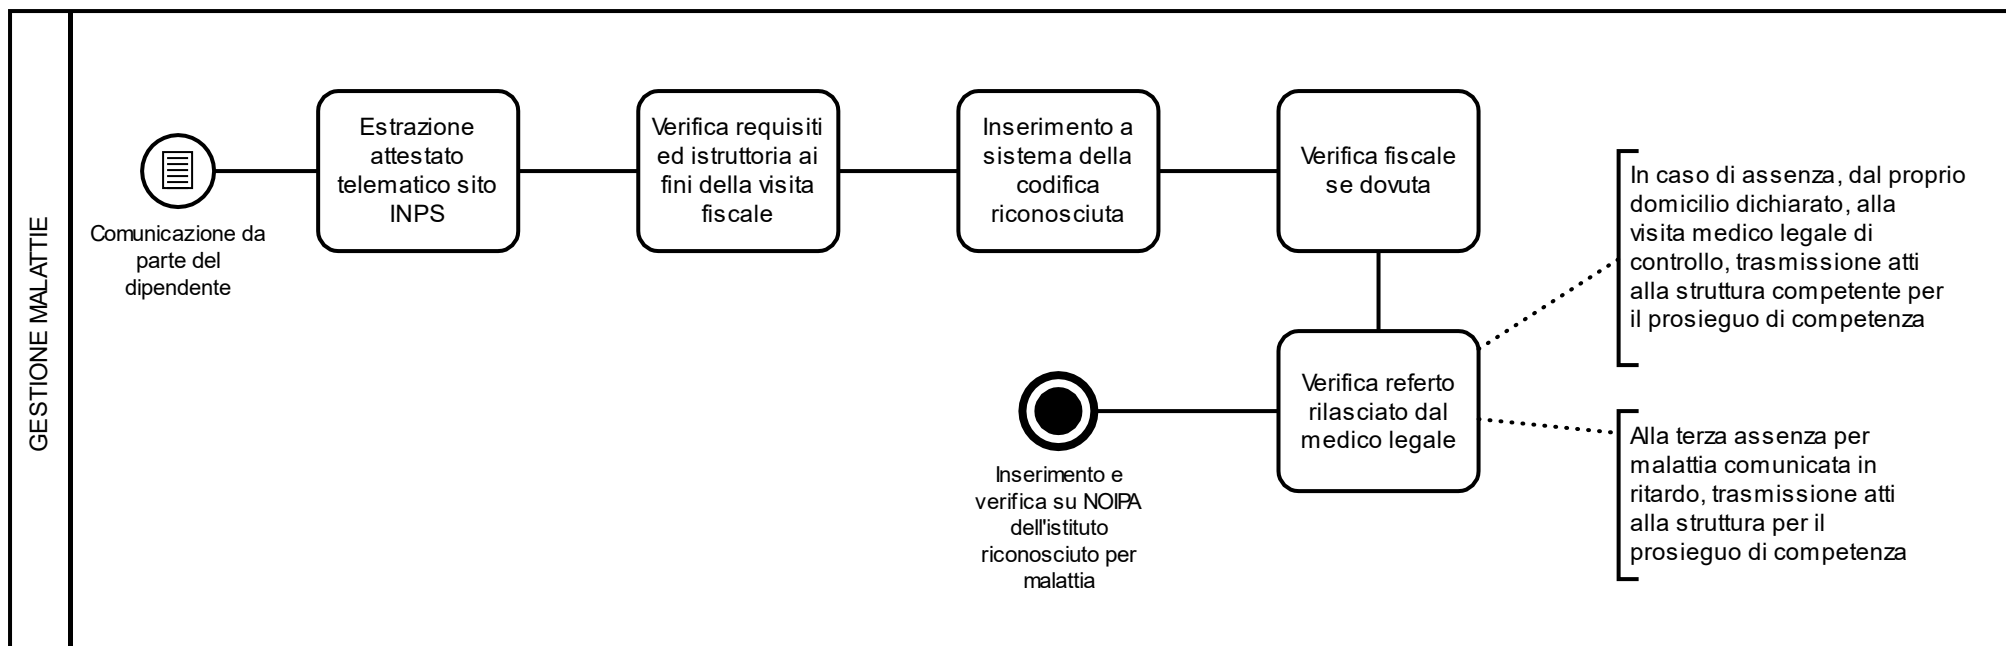 GESTIONE MALATTIE
Comunicazione da
parte del
dipendente
Estrazione
attestato
telematico sito
INPS
Verifica requisiti
ed istruttoria ai
fini della visita
fiscale
Inserimento a
sistema della
codifica
riconosciuta
Verifica fiscale
se dovuta
In caso di assenza, dal proprio
domicilio dichiarato, alla
visita medico legale di
controllo, trasmissione atti
alla struttura competente per
il prosieguo di competenza
Verifica referto
rilasciato dal
medico legale
Alla terza assenza per
malattia comunicata in
ritardo, trasmissione atti
alla struttura per il
prosieguo di competenza
Inserimento e
verifica su NOIPA
dell'istituto
riconosciuto per
malattia